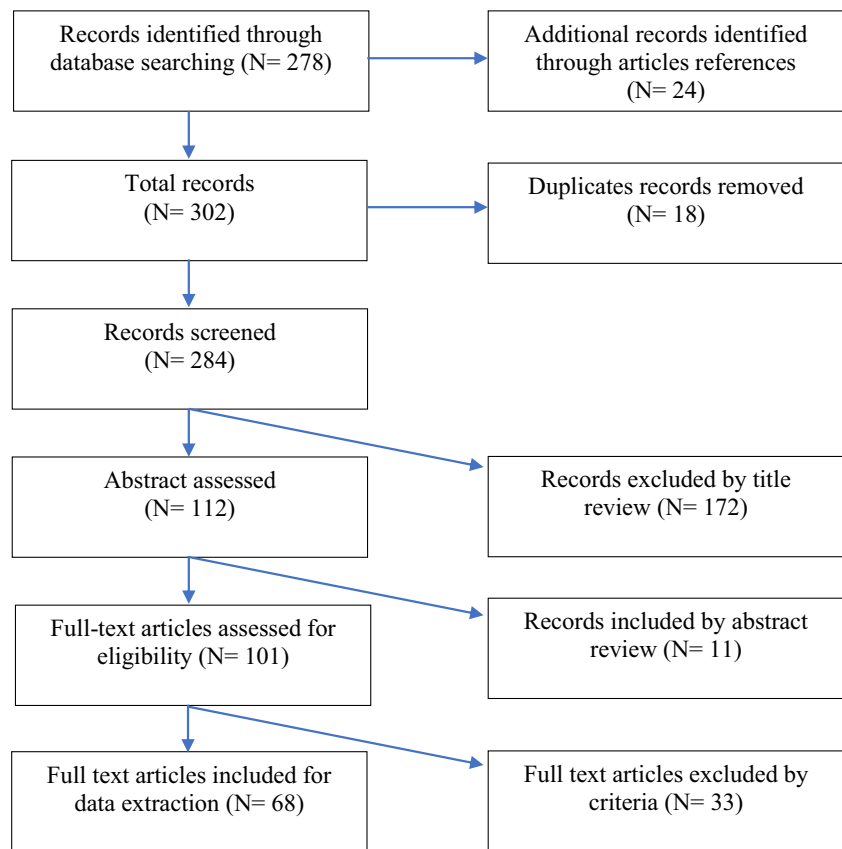 Records identified through
database searching (N= 278)
Additional records identified
through articles references
(N= 24)
Total records
(N= 302)
Duplicates records removed
(N= 18)
Records screened
(N= 284)
Abstract assessed
(N= 112)
Records excluded by title
review (N= 172)
Full-text articles assessed for
eligibility (N= 101)
Records included by abstract
review (N= 11)
Full text articles included for
data extraction (N= 68)
Full text articles excluded by
criteria (N= 33)